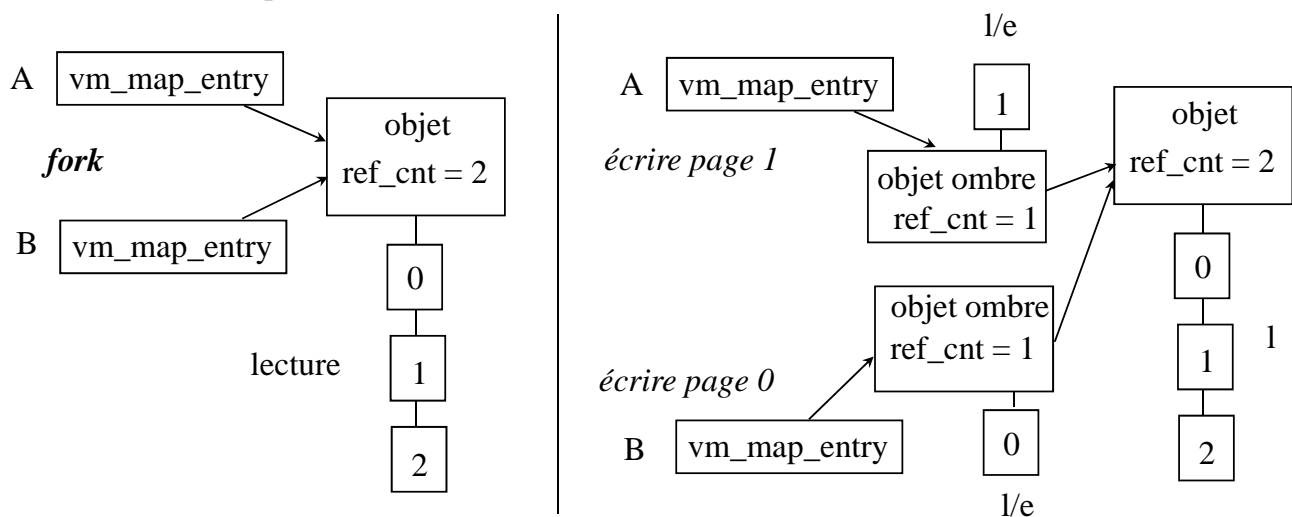 A
vm_map_entry
objet
ref_cnt = 2
fork
B
vm_map_entry
0
lecture
1
2
l/e
A
vm_map_entry
1
objet
ref_cnt = 2
écrire page 1
objet ombre
ref_cnt = 1
0
objet ombre
ref_cnt = 1
1
l
écrire page 0
B
vm_map_entry
0
2
l/e